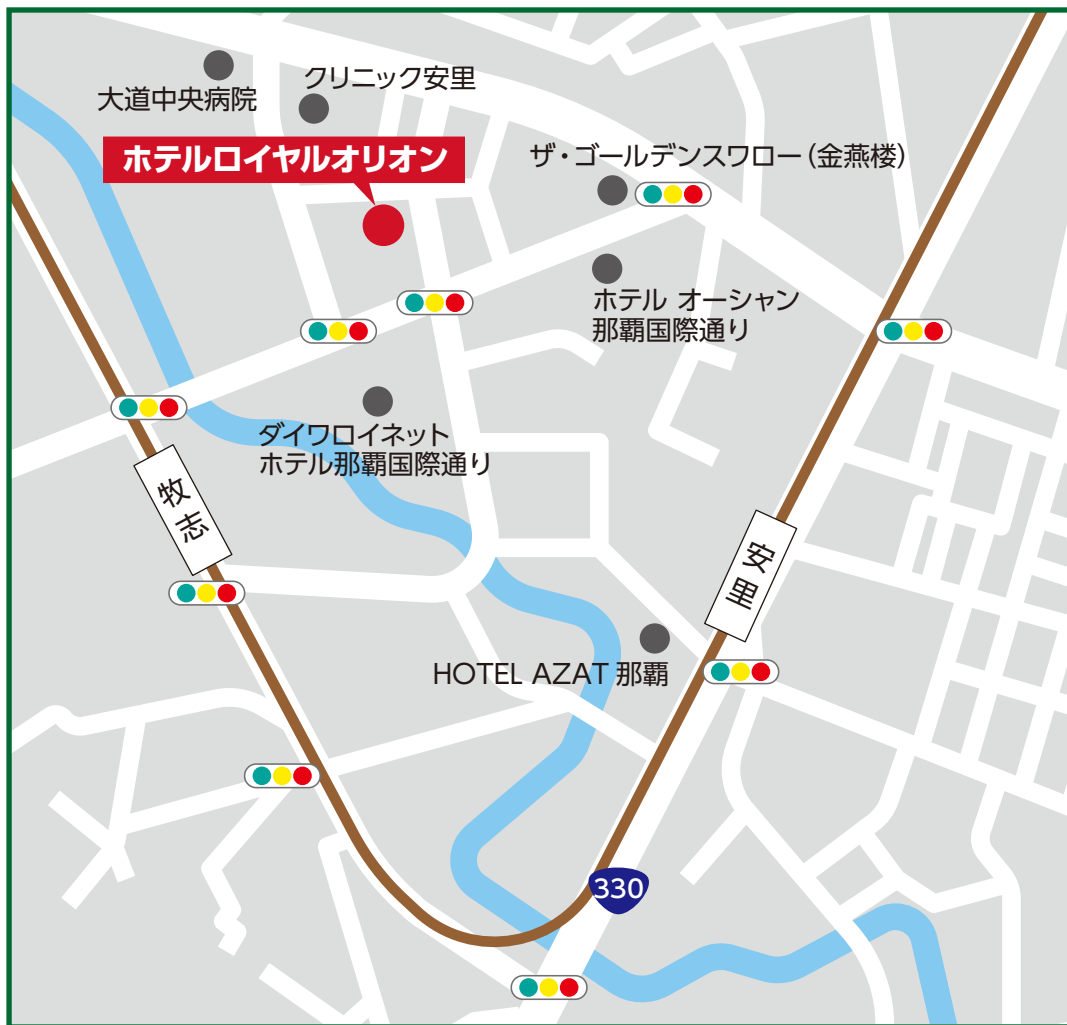 大道中央病院
クリニック安里
ホテルロイヤルオリオン
ザ・ゴールデンスワロー(金燕楼)
ホテル オーシャン
那覇国際通り
ダイワロイネット
ホテル那覇国際通り
牧志
安里
HOTEL AZAT 那覇
330